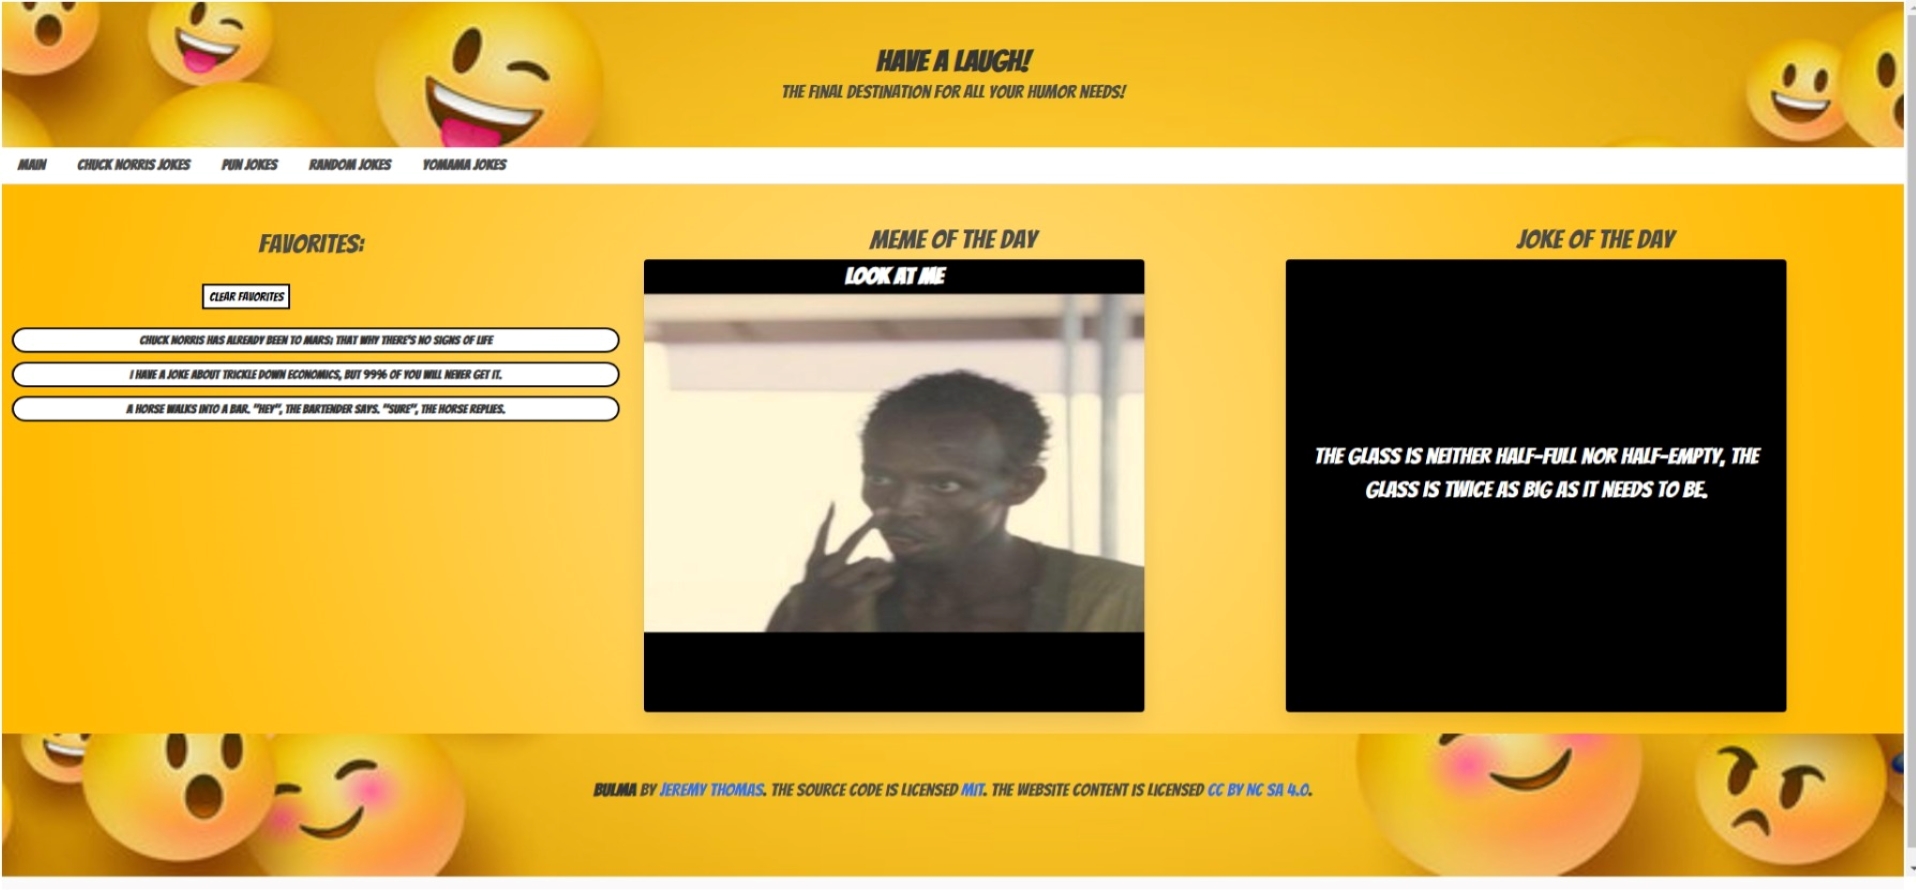 HAVE A LAUGH!
THE FINAL DESTINATION FOR ALL YOUR HUMOR NEEDS!
MAIN CHUCK NORRIS JOKES PUN JOKES RANDOM JOKES YOMAMA JOKES
FAVORITES:
CLEAR FAVORITES
CHUCK NORRIS HAS ALREADY BEEN TO MARS; THAT WHY THERE'S NO SIGNS OF LIFE
I HAVE A JOKE ABOUT TRICKLE DOWN ECONOMICS, BUT 99% OF YOU WILL NEVER GET IT.
A HORSE WALKS INTO A BAR. "HEY", THE BARTENDER SAYS. "SURE", THE HORSE REPLIES.
MEME OF THE DAY
LOOK AT ME
JOKE OF THE DAY
THE GLASS IS NEITHER HALF-FULL NOR HALF-EMPTY, THE
GLASS IS TWICE AS BIG AS IT NEEDS TO BE.
BULMA BY JEREMY THOMAS. THE SOURCE CODE IS LICENSED MIT. THE WEBSITE CONTENT IS LICENSED CC BY NC SA 4.0.